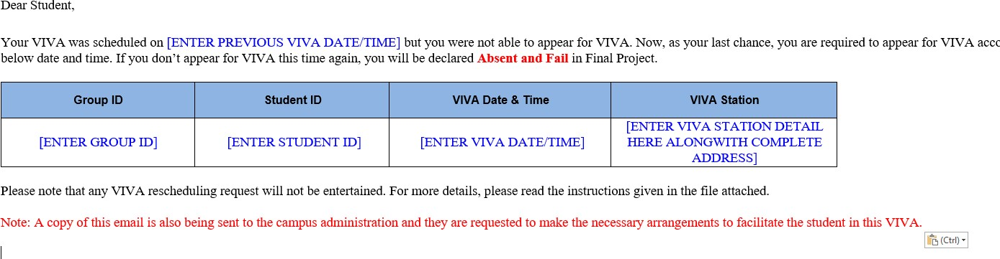 Dear Student,
Your VIVA was scheduled on [ENTER PREVIOUS VIVA DATE/TIME] but you were not able to appear for VIVA. Now, as your last chance, you are required to appear for VIVA acco
below date and time. If you don’t appear for VIVA this time again, you will be declared Absent and Fail in Final Project.
Group ID Student ID VIVA Date & Time VIVA Station
[ENTER GROUP ID] [ENTER STUDENT ID] [ENTER VIVA DATE/TIME] [ENTER VIVA STATION DETAIL
HERE ALONGWITH COMPLETE
ADDRESS]
Please note that any VIVA rescheduling request will not be entertained. For more details, please read the instructions given in the file attached.
Note: A copy of this email is also being sent to the campus administration and they are requested to make the necessary arrangements to facilitate the student in this VIVA.
(Ctrl)